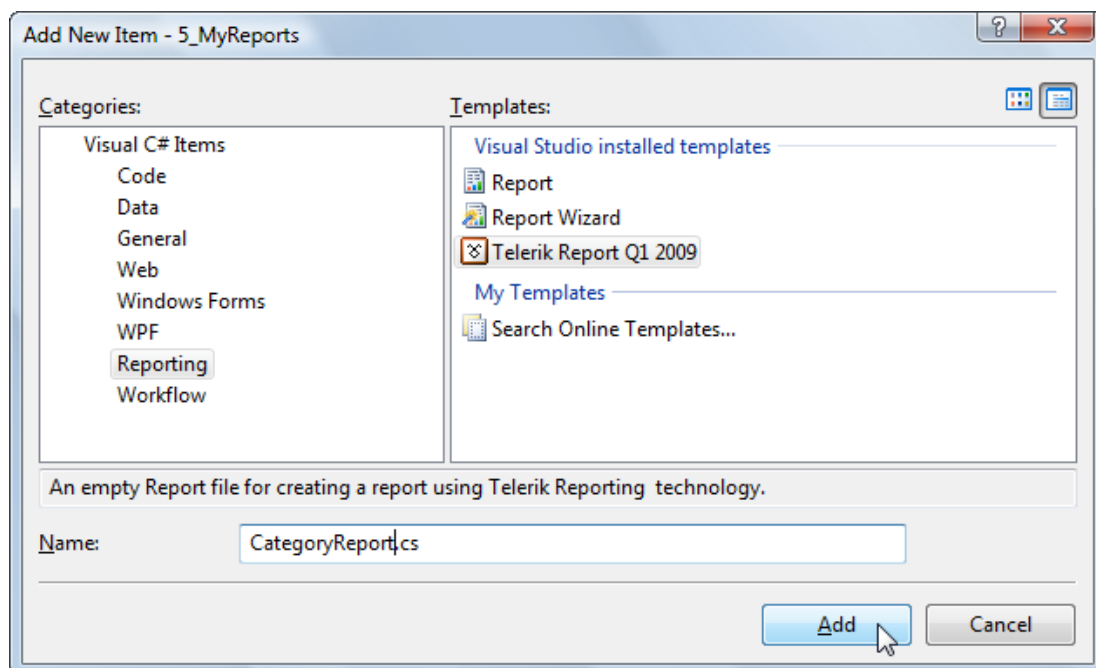 Add New Item - 5_MyReports
Categories:
Visual C# Items
Code
Data
General
Web
Windows Forms
WPF
Reporting
Workflow
Templates:
Visual Studio installed templates
Report
Report Wizard
Telerik Report Q1 2009
My Templates
Search Online Templates...
An empty Report file for creating a report using Telerik Reporting  technology.
Name:
CategoryReport.cs
Add
Cancel